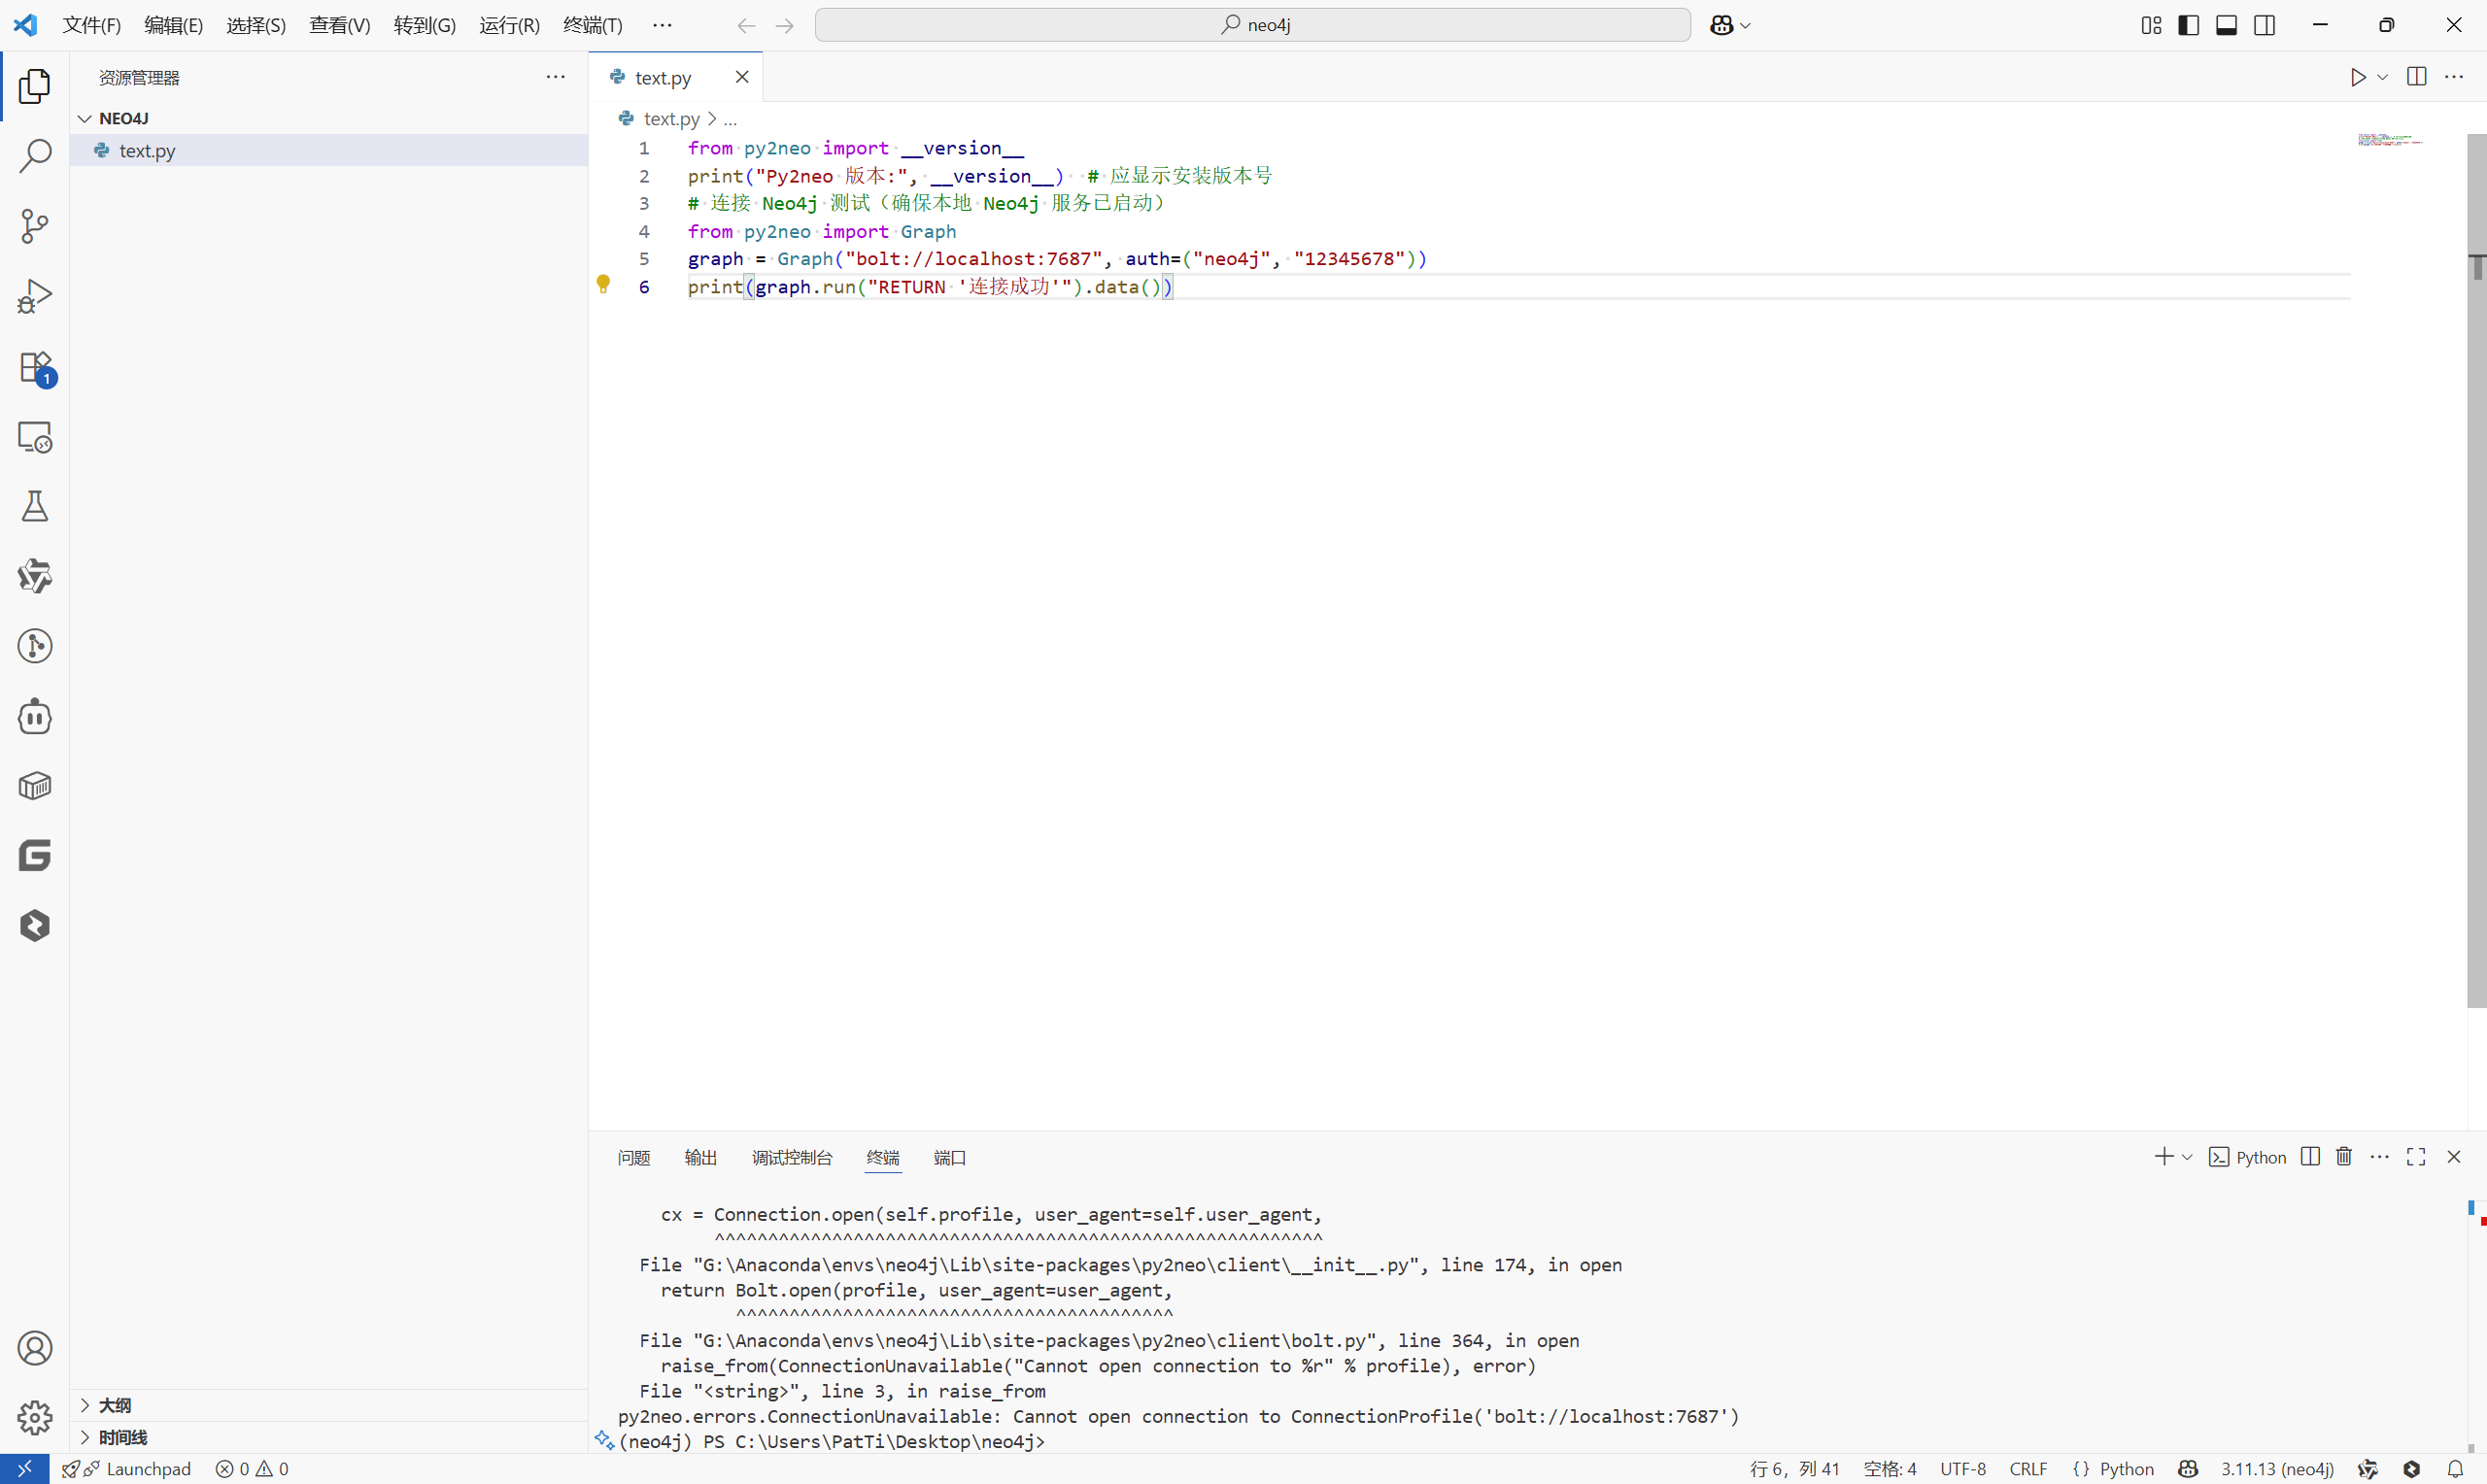 文件(F) 编辑(E) 选择(S) 查看(V) 转到(G) 运行(R) 终端(T) ··· neo4j
资源管理器 ···
NEO4J
text.py
1
大纲
时间线
text.py
text.py > ...
1 from py2neo import __version__
2 print("Py2neo 版本:", __version__)  # 应显示安装版本号
3 # 连接 Neo4j 测试（确保本地 Neo4j 服务已启动）
4 from py2neo import Graph
5 graph = Graph("bolt://localhost:7687", auth=("neo4j", "12345678"))
6 print(graph.run("RETURN '连接成功'").data())
问题 输出 调试控制台 终端 端口 Python
cx = Connection.open(self.profile, user_agent=self.user_agent,
^^^^^^^^^^^^^^^^^^^^^^^^^^^^^^^^^^^^^^^^^^^^^^^^^^^^^^^^^
File "G:\Anaconda\envs\neo4j\Lib\site-packages\py2neo\client\__init__.py", line 174, in open
return Bolt.open(profile, user_agent=user_agent,
^^^^^^^^^^^^^^^^^^^^^^^^^^^^^^^^^^^^^^^^^
File "G:\Anaconda\envs\neo4j\Lib\site-packages\py2neo\client\bolt.py", line 364, in open
raise_from(ConnectionUnavailable("Cannot open connection to %r" % profile), error)
File "<string>", line 3, in raise_from
py2neo.errors.ConnectionUnavailable: Cannot open connection to ConnectionProfile('bolt://localhost:7687')
(neo4j) PS C:\Users\PatTi\Desktop\neo4j>
Launchpad 0 0 行 6，列 41 空格: 4 UTF-8 CRLF {} Python 3.11.13 (neo4j)